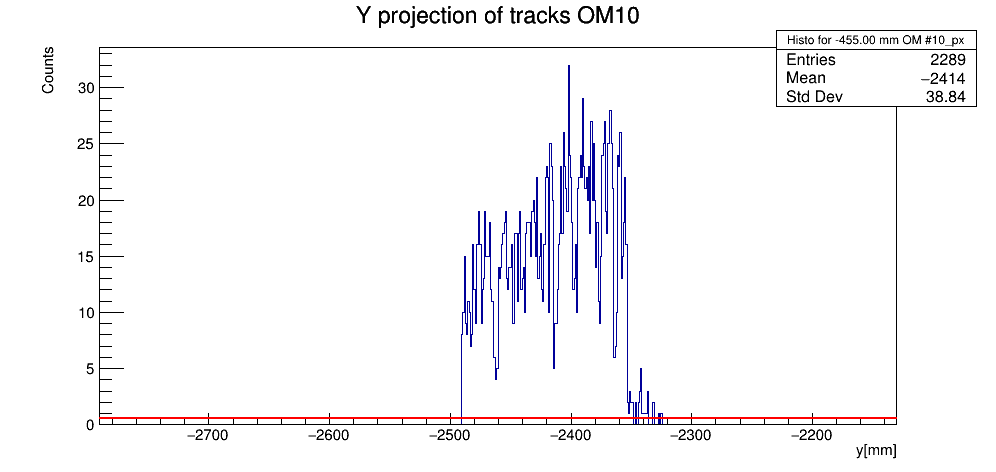 Y projection of tracks OM10
Histo for -455.00 mm OM #10_px
Entries 2289
Mean −2414
Std Dev 38.84
Counts
30
25
20
15
10
5
0
−2700 −2600 −2500 −2400 −2300 −2200
y[mm]